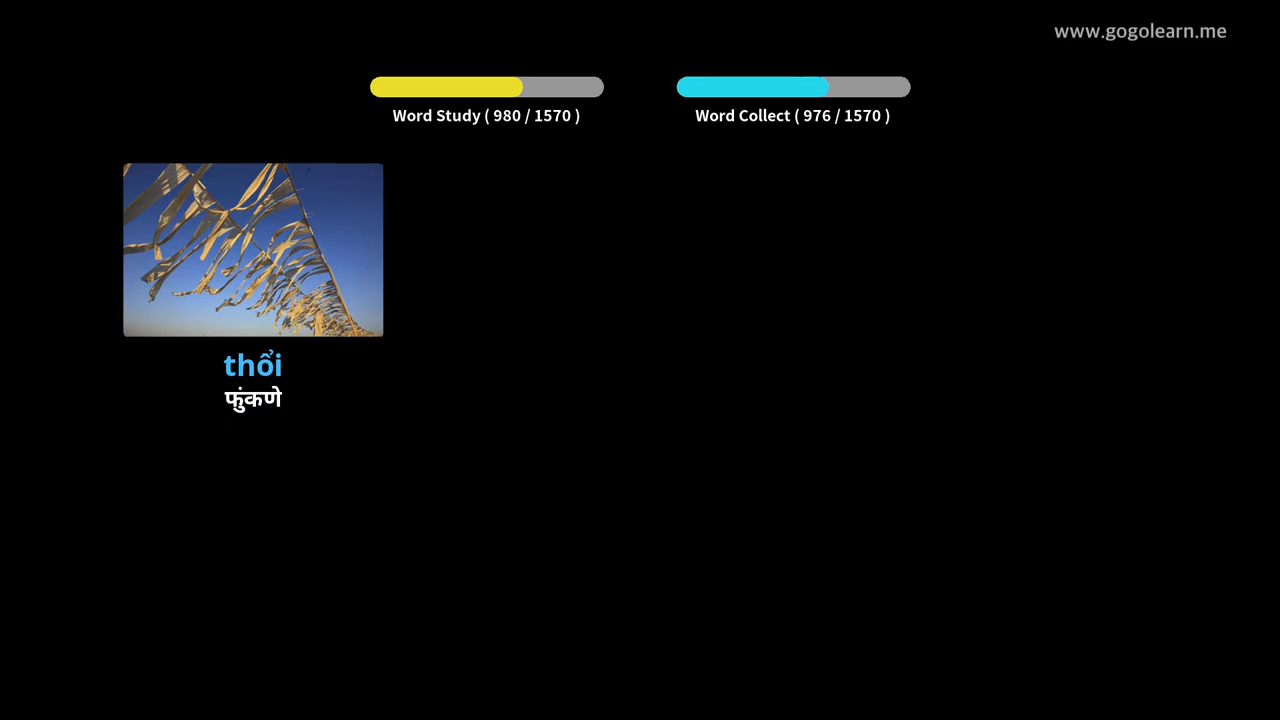 www.gogolearn.me
Word Study ( 980 / 1570 )
Word Collect ( 976 / 1570 )
thổi
फुंकणे